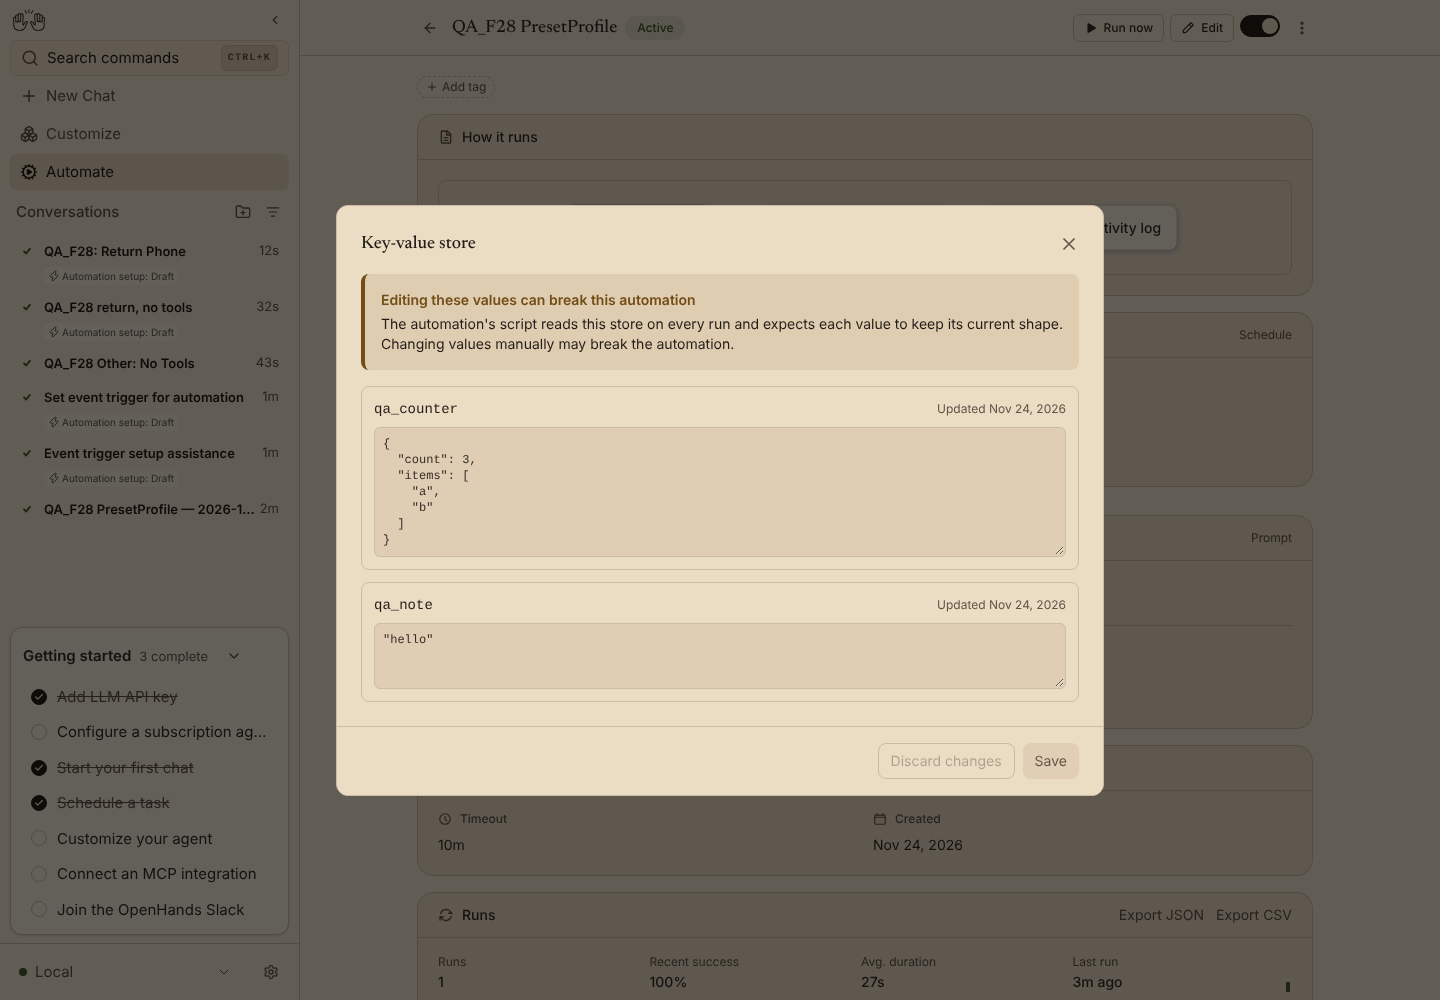 Search commands CTRL+K
New Chat
Customize
Automate
Conversations
QA_F28: Return Phone 12s
Automation setup: Draft
QA_F28 return, no tools 32s
Automation setup: Draft
QA_F28 Other: No Tools 43s
Set event trigger for automation 1m
Automation setup: Draft
Event trigger setup assistance 1m
Automation setup: Draft
QA_F28 PresetProfile — 2026-1... 2m
Getting started 3 complete
Add LLM API key
Configure a subscription ag...
Start your first chat
Schedule a task
Customize your agent
Connect an MCP integration
Join the OpenHands Slack
Local
QA_F28 PresetProfile Active
Run now Edit
+ Add tag
How it runs
tivity log
Schedule
Prompt
Key-value store
Editing these values can break this automation
The automation's script reads this store on every run and expects each value to keep its current shape.
Changing values manually may break the automation.
qa_counter Updated Nov 24, 2026
{
"count": 3,
"items": [
"a",
"b"
]
}
qa_note Updated Nov 24, 2026
"hello"
Discard changes Save
Timeout Created
10m Nov 24, 2026
Runs Export JSON Export CSV
Runs Recent success Avg. duration Last run
1 100% 27s 3m ago